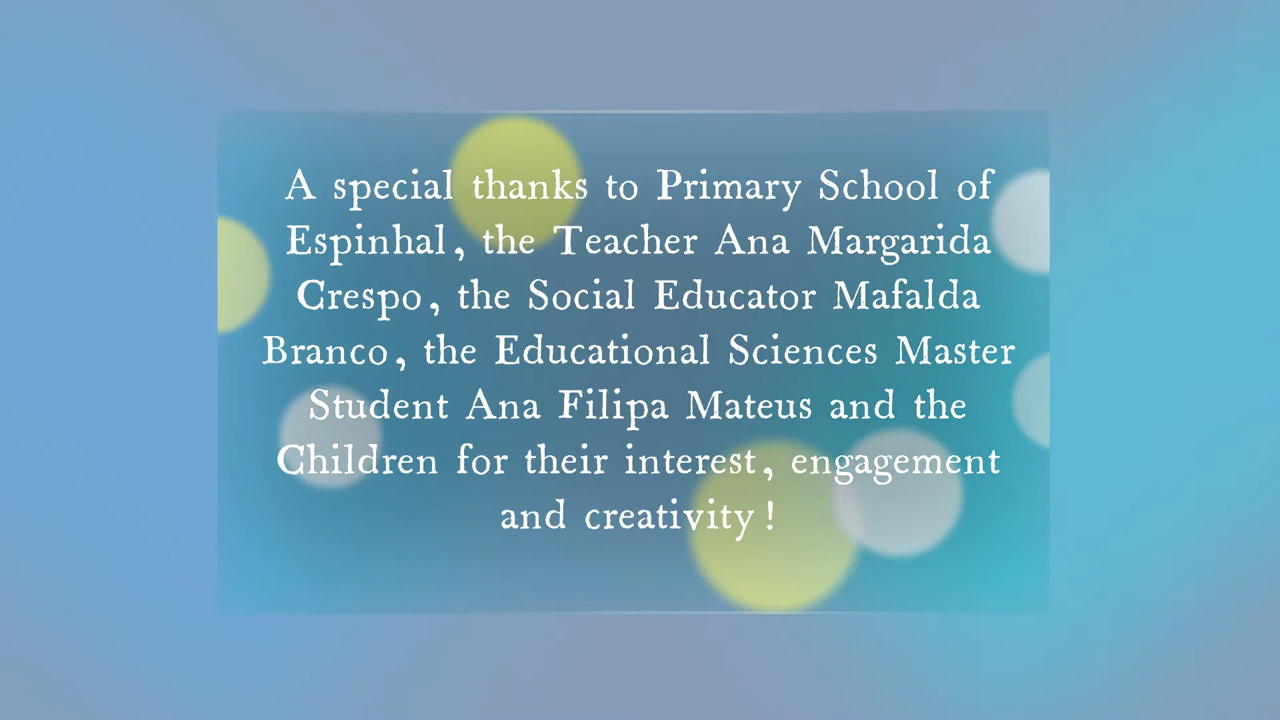 A special thanks to Primary School of
Espinhal, the Teacher Ana Margarida
Crespo, the Social Educator Mafalda
Branco, the Educational Sciences Master
Student Ana Filipa Mateus and the
Children for their interest, engagement
and creativity!